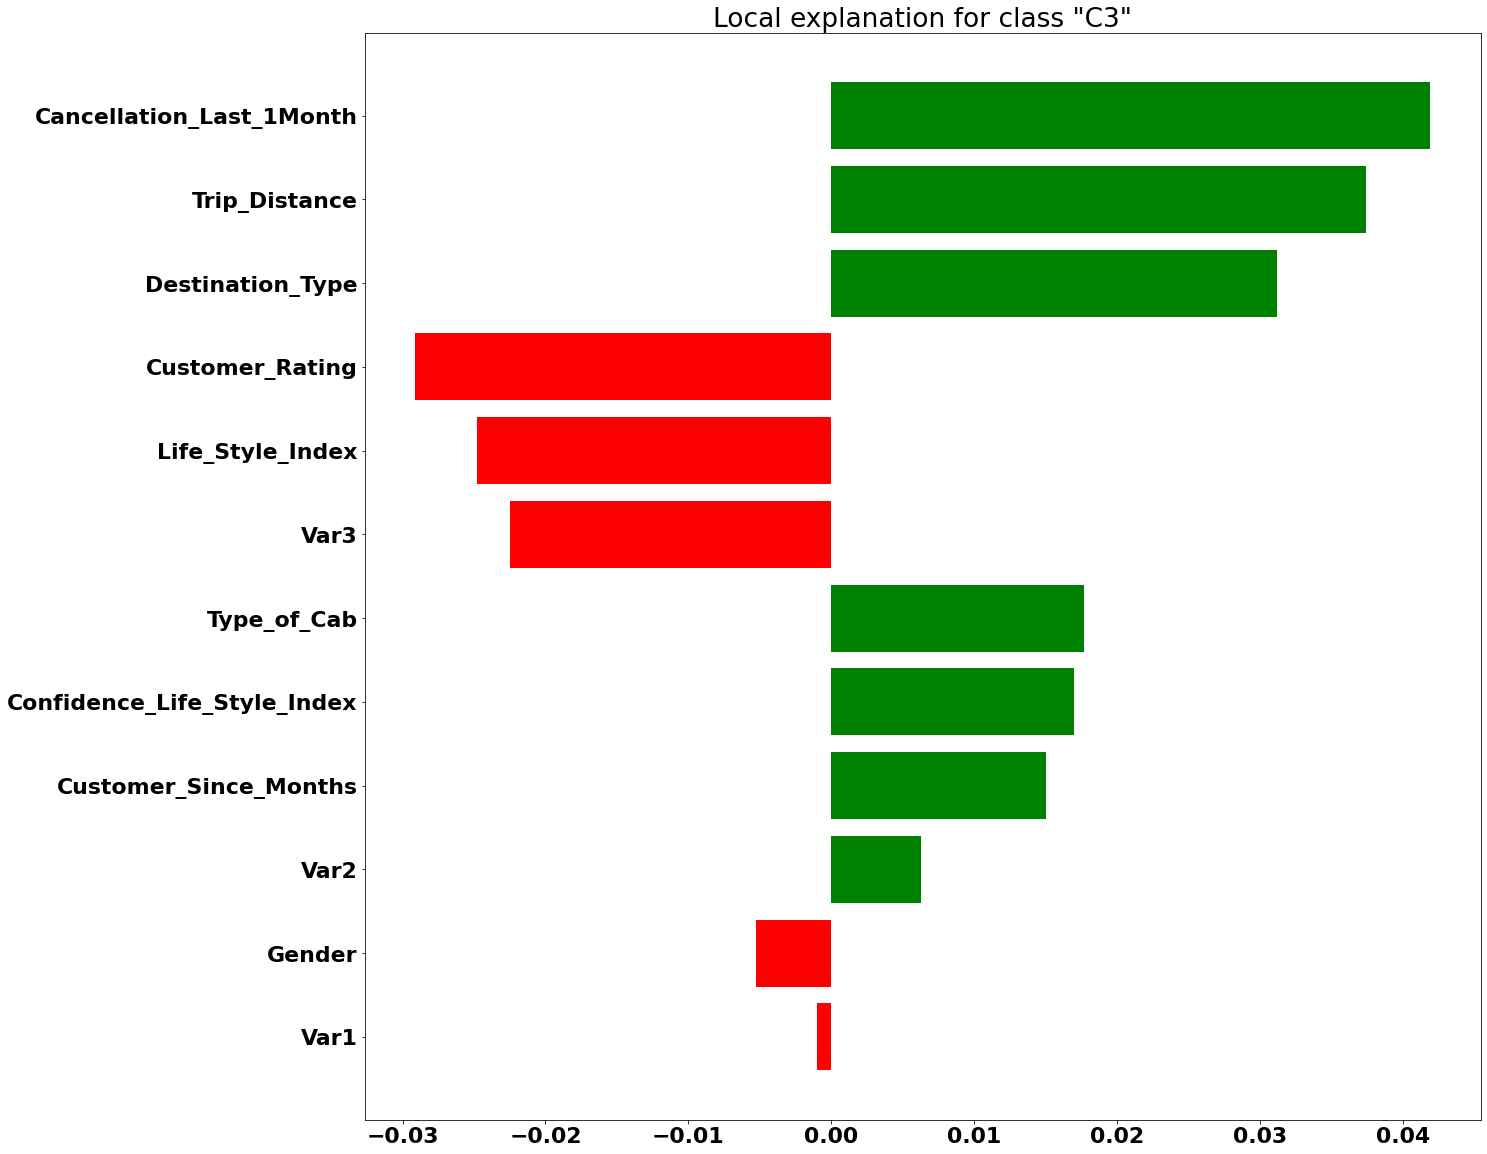 Local explanation for class "C3"
Cancellation_Last_1Month
Trip_Distance
Destination_Type
Customer_Rating
Life_Style_Index
Var3
Type_of_Cab
Confidence_Life_Style_Index
Customer_Since_Months
Var2
Gender
Var1
−0.03 −0.02 −0.01 0.00 0.01 0.02 0.03 0.04